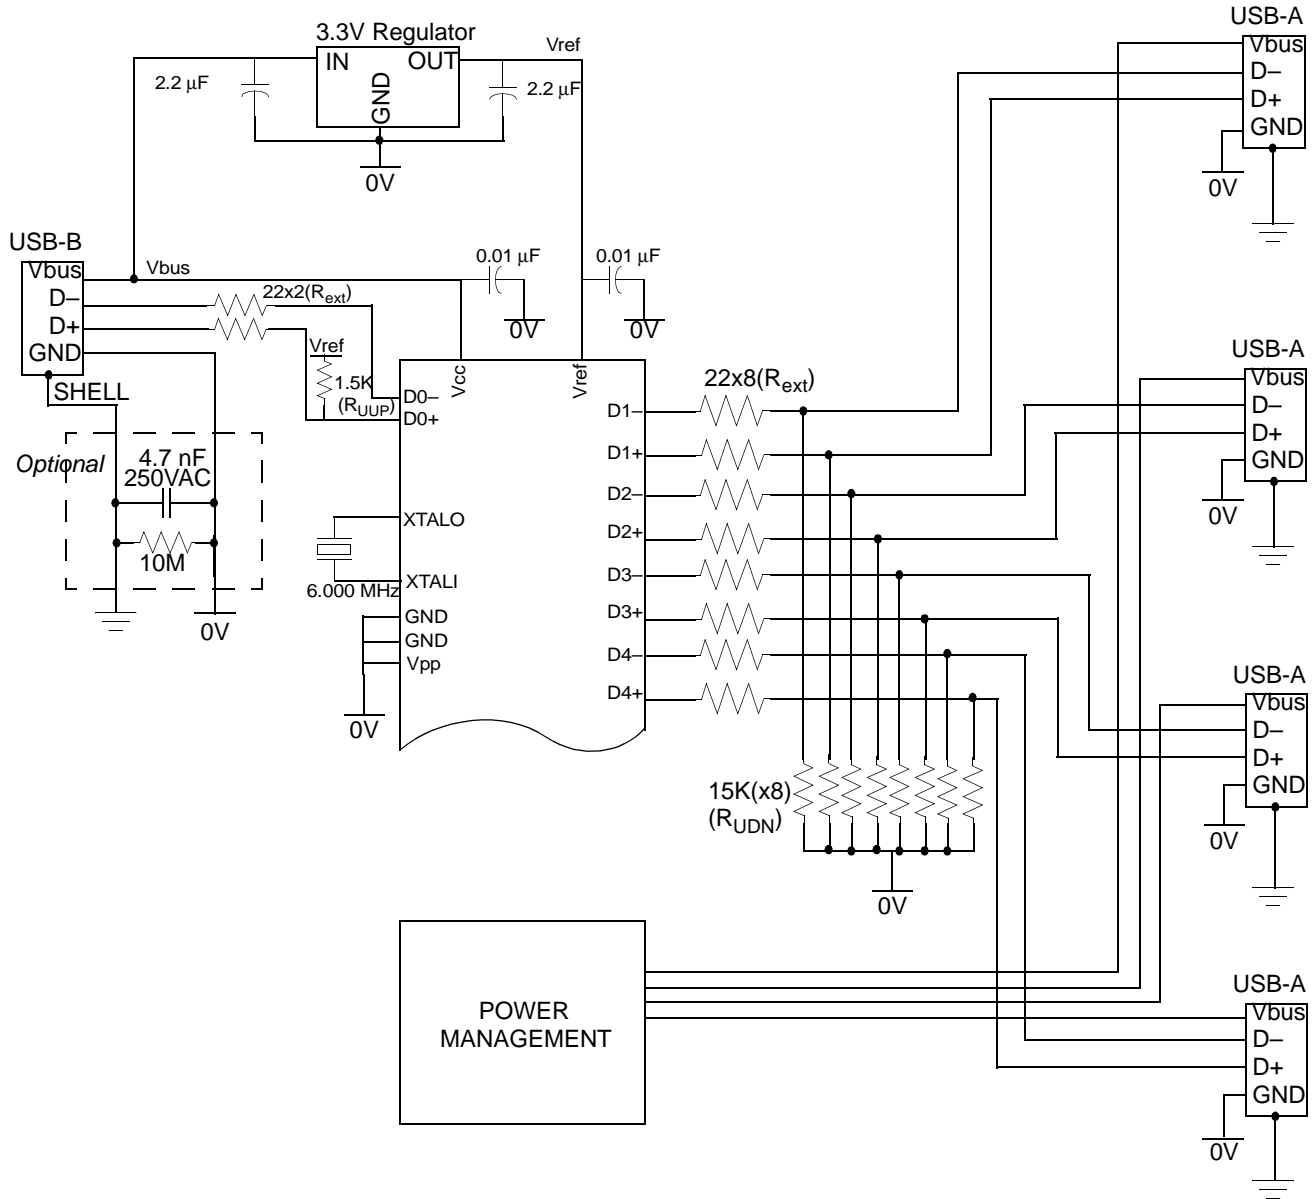 USB-A
3.3V Regulator
Vref
IN
OUT
GND
2.2 μF
2.2 μF
0V
Vbus
D–
D+
GND
0V
USB-B
Vbus
D–
D+
GND
SHELL
Vbus
22x2(Rext)
0.01 μF
0.01 μF
0V
0V
Vref
1.5K
(RUUP)
Optional
4.7 nF
250VAC
10M
0V
Vcc
Vref
D0–
D0+
XTALO
XTALI
6.000 MHz
GND
GND
Vpp
0V
D1–
D1+
D2–
D2+
D3–
D3+
D4–
D4+
22x8(Rext)
15K(x8)
(RUDN)
0V
USB-A
Vbus
D–
D+
GND
0V
USB-A
Vbus
D–
D+
GND
0V
POWER
MANAGEMENT
USB-A
Vbus
D–
D+
GND
0V